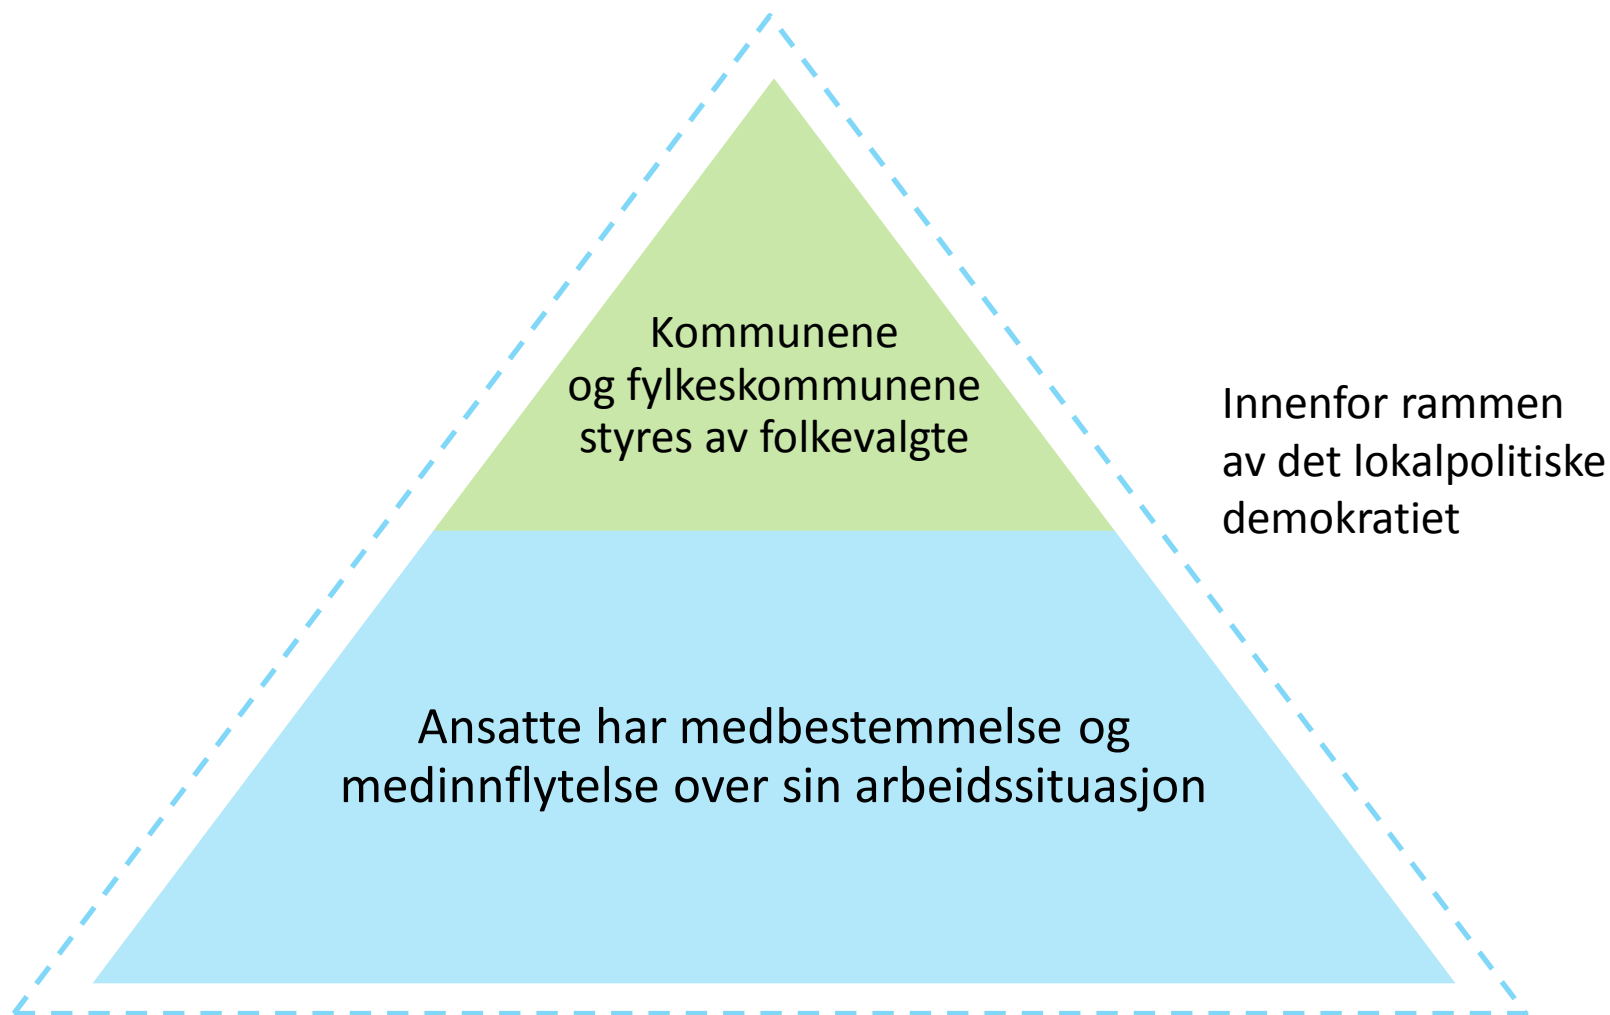 Kommunene
og fylkeskommunene
styres av folkevalgte
Innenfor rammen
av det lokalpolitiske
demokratiet
Ansatte har medbestemmelse og
medinnflytelse over sin arbeidssituasjon